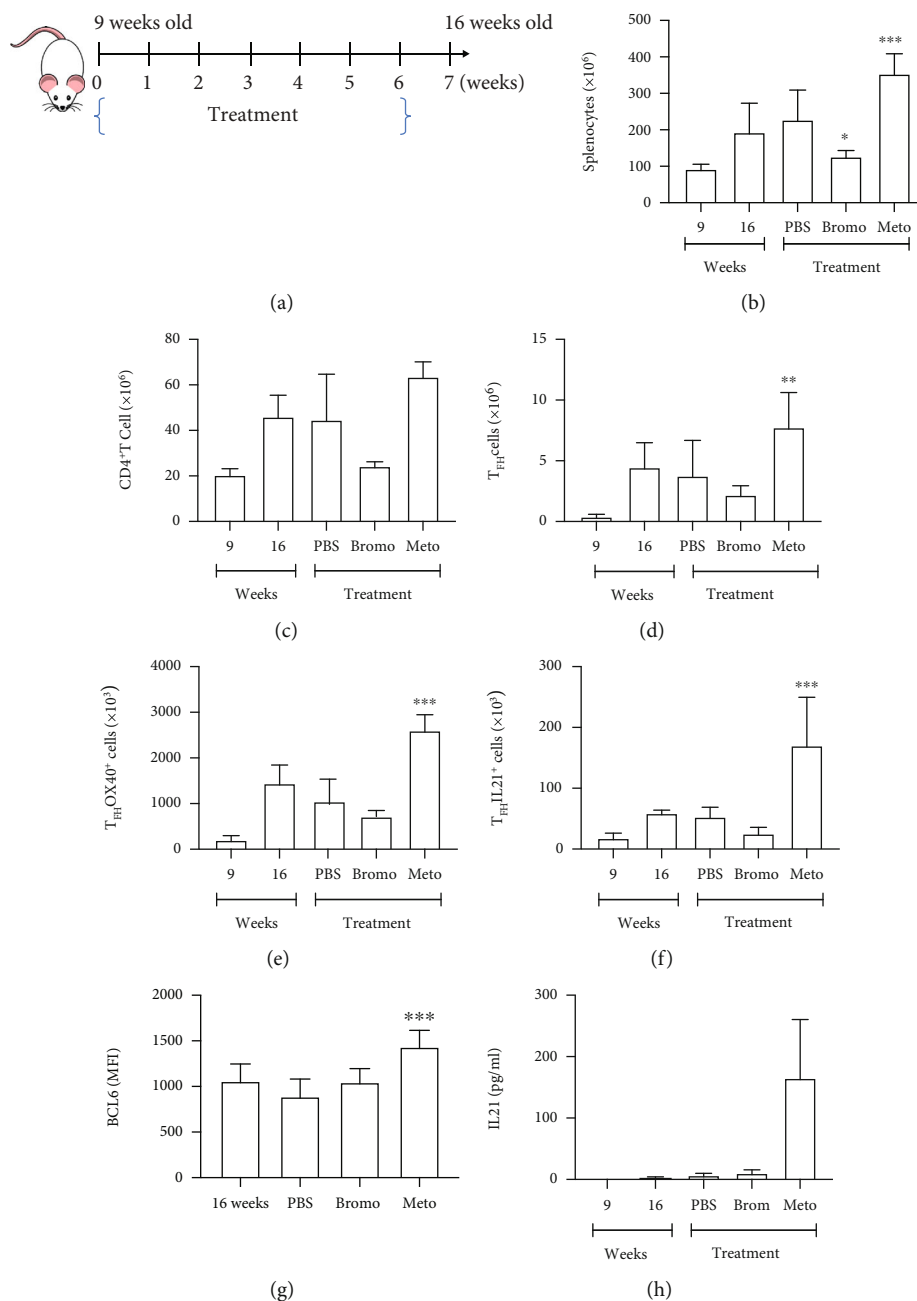 9 weeks old 16 weeks old
0 1 2 3 4 5 6 7 (weeks)
Treatment
(a)
Splenocytes (×10⁶)
500
400
300
200
100
0
***
*
9 16 PBS Bromo Meto
Weeks Treatment
(b)
CD4⁺T Cell (×10⁶)
80
60
40
20
0
9 16 PBS Bromo Meto
Weeks Treatment
(c)
T_FH cells (×10⁶)
15
10
5
0
**
9 16 PBS Bromo Meto
Weeks Treatment
(d)
T_FH OX40⁺ cells (×10³)
4000
3000
2000
1000
0
***
9 16 PBS Bromo Meto
Weeks Treatment
(e)
T_FH IL21⁺ cells (×10³)
300
200
100
0
***
9 16 PBS Bromo Meto
Weeks Treatment
(f)
BCL6 (MFI)
2000
1500
1000
500
0
***
16 weeks PBS Bromo Meto
(g)
IL21 (pg/ml)
300
200
100
0
9 16 PBS Brom Meto
Weeks Treatment
(h)